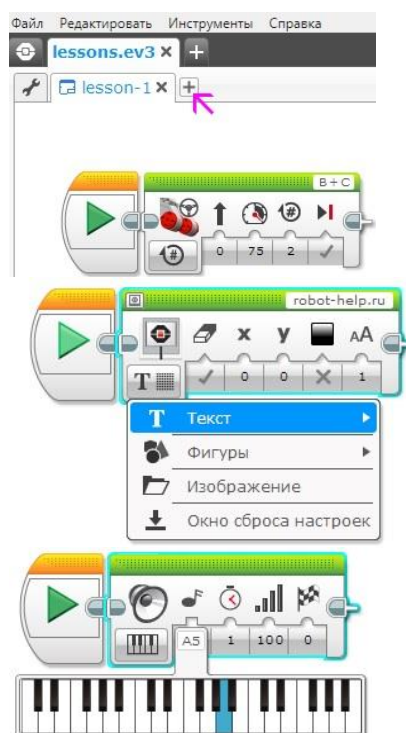 Файл Редактировать Инструменты Справка
lessons.ev3 × +
lesson-1 × +
B+C
# 0 75 2
robot-help.ru
x y AA
T 0 0 1
T Текст
Фигуры
Изображение
Окно сброса настроек
A5 1 100 0